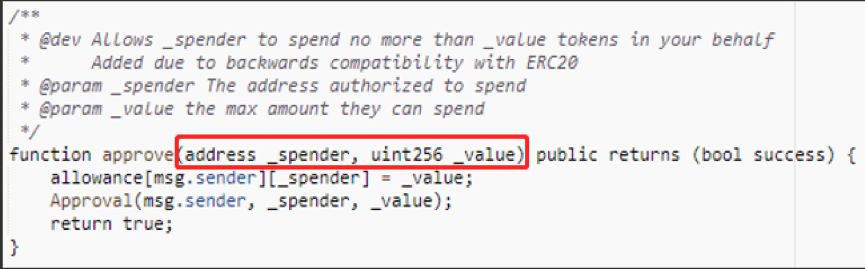 /**
 * @dev Allows _spender to spend no more than _value tokens in your behalf
 *      Added due to backwards compatibility with ERC20
 * @param _spender The address authorized to spend
 * @param _value the max amount they can spend
 */
function approve(address _spender, uint256 _value) public returns (bool success) {
    allowance[msg.sender][_spender] = _value;
    Approval(msg.sender, _spender, _value);
    return true;
}